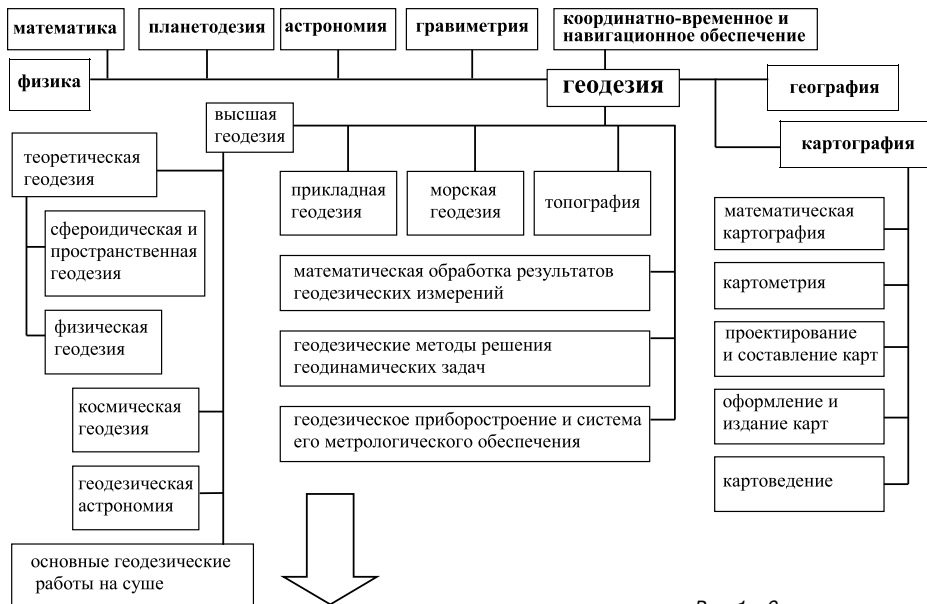 математика
планетодезия
астрономия
гравиметрия
координатно-временное и
навигационное обеспечение
физика
геодезия
география
картография
высшая
геодезия
теоретическая
геодезия
сфероидическая и
пространственная
геодезия
физическая
геодезия
космическая
геодезия
геодезическая
астрономия
основные геодезические
работы на суше
прикладная
геодезия
морская
геодезия
топография
математическая обработка результатов
геодезических измерений
геодезические методы решения
геодинамических задач
геодезическое приборостроение и система
его метрологического обеспечения
математическая
картография
картометрия
проектирование
и составление карт
оформление и
издание карт
картоведение